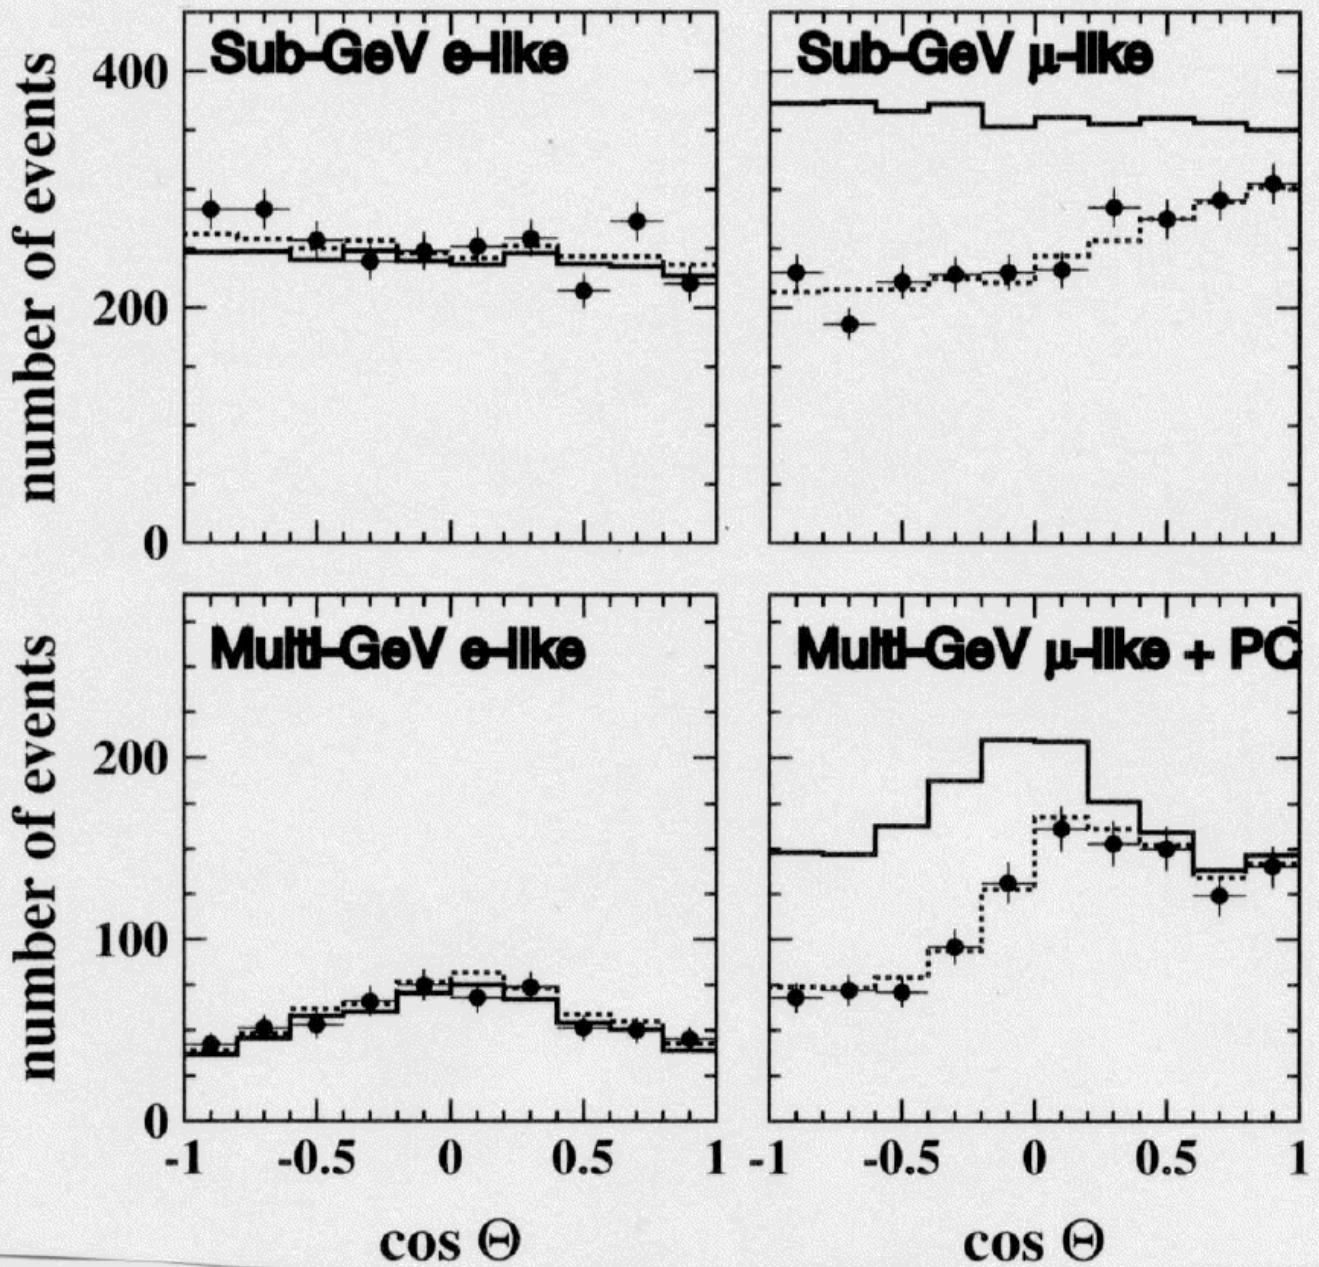 Sub-GeV e-like
Sub-GeV μ-like
number of events
400
200
0
Multi-GeV e-like
Multi-GeV μ-like + PC
number of events
200
100
0
-1 -0.5 0 0.5 1
-1 -0.5 0 0.5 1
cos Θ
cos Θ